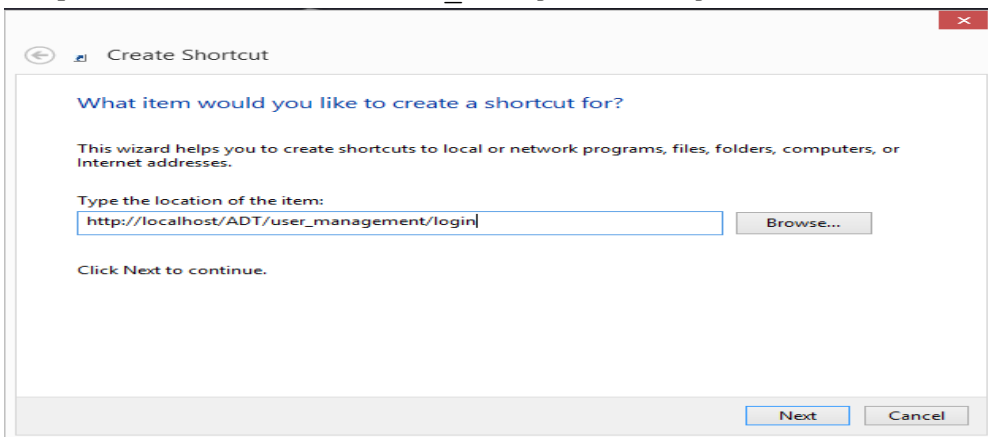 Create Shortcut
What item would you like to create a shortcut for?
This wizard helps you to create shortcuts to local or network programs, files, folders, computers, or
Internet addresses.
Type the location of the item:
http://localhost/ADT/user_management/login
Browse...
Click Next to continue.
Next
Cancel